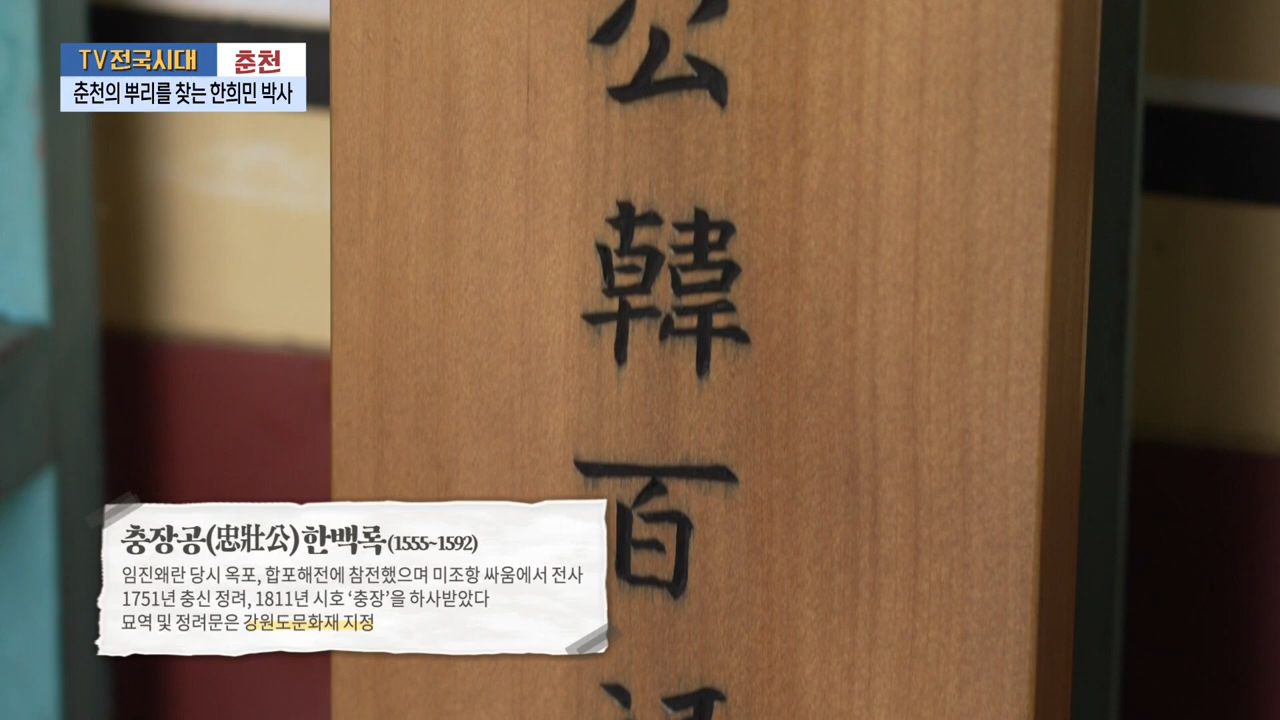 TV전국시대 춘천
춘천의 뿌리를 찾는 한희민 박사
公
韓
百
충장공(忠壯公)한백록(1555~1592)
임진왜란 당시 옥포, 합포해전에 참전했으며 미조항 싸움에서 전사
1751년 충신 정려, 1811년 시호 ‘충장’을 하사받았다
묘역 및 정려문은 강원도문화재 지정